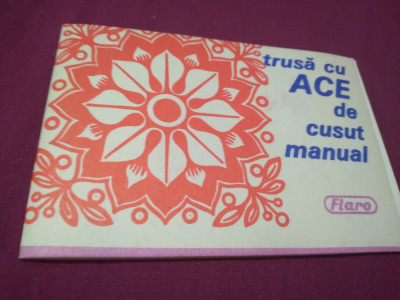 trusă cu
ACE
de
cusut
manual
Flaro